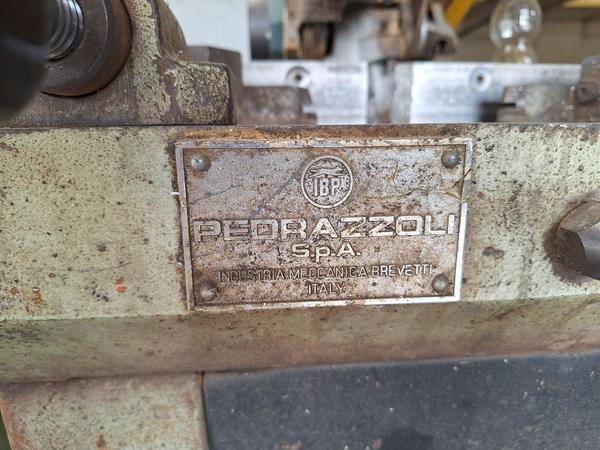 IBP
PEDRAZZOLI
S.p.A.
INDUSTRIA MECCANICA BREVETTI
ITALY